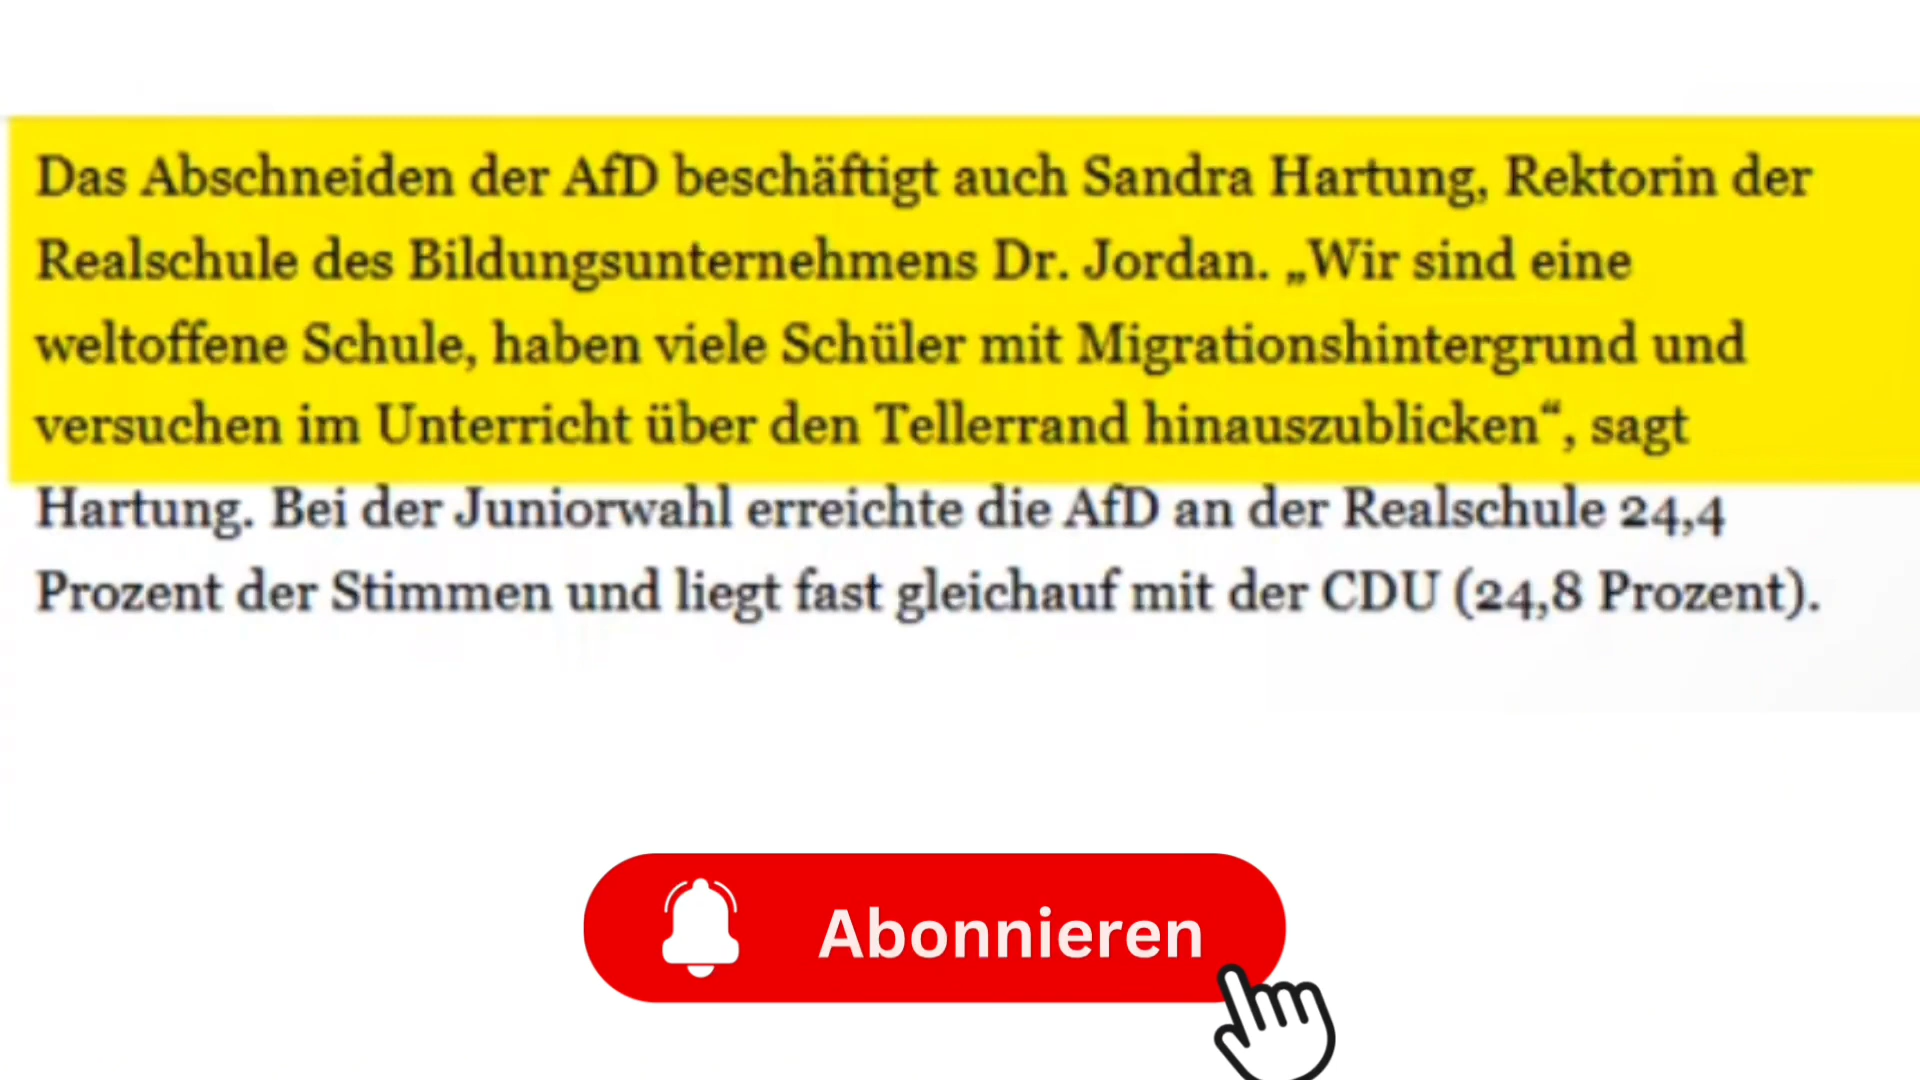 Das Abschneiden der AfD beschäftigt auch Sandra Hartung, Rektorin der
Realschule des Bildungsunternehmens Dr. Jordan. „Wir sind eine
weltoffene Schule, haben viele Schüler mit Migrationshintergrund und
versuchen im Unterricht über den Tellerrand hinauszublicken“, sagt
Hartung. Bei der Juniorwahl erreichte die AfD an der Realschule 24,4
Prozent der Stimmen und liegt fast gleichauf mit der CDU (24,8 Prozent).
Abonnieren